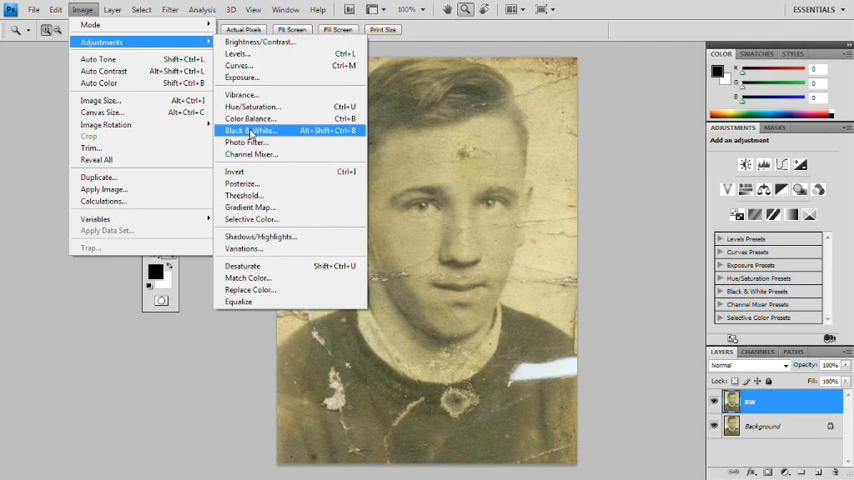 Ps File Edit Image Layer Select Filter Analysis 3D View Window Help Br 100% ESSENTIALS
Actual Pixels Fit Screen Fill Screen Print Size
Mode
Adjustments
Auto Tone Shift+Ctrl+L
Auto Contrast Alt+Shift+Ctrl+L
Auto Color Shift+Ctrl+B
Image Size... Alt+Ctrl+I
Canvas Size... Alt+Ctrl+C
Image Rotation
Crop
Trim...
Reveal All
Duplicate...
Apply Image...
Calculations...
Variables
Apply Data Set...
Trap...
Brightness/Contrast...
Levels... Ctrl+L
Curves... Ctrl+M
Exposure...
Vibrance...
Hue/Saturation... Ctrl+U
Color Balance... Ctrl+B
Black & White... Alt+Shift+Ctrl+B
Photo Filter...
Channel Mixer...
Invert Ctrl+I
Posterize...
Threshold...
Gradient Map...
Selective Color...
Shadows/Highlights...
Variations...
Desaturate Shift+Ctrl+U
Match Color...
Replace Color...
Equalize
COLOR SWATCHES STYLES
R 0
G 0
B 0
ADJUSTMENTS MASKS
Add an adjustment
Levels Presets
Curves Presets
Exposure Presets
Hue/Saturation Presets
Black & White Presets
Channel Mixer Presets
Selective Color Presets
LAYERS CHANNELS PATHS
Normal Opacity: 100%
Lock: Fill: 100%
BW
Background